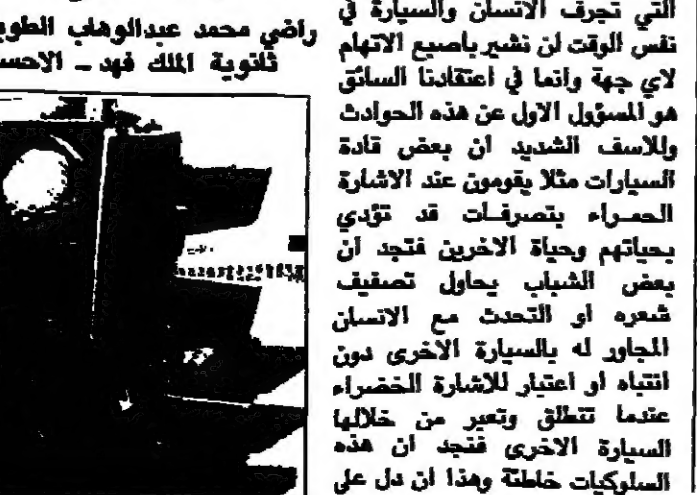 التي تجرف الانسان والسيارة في
نفس الوقت لن نشير باصبع الاتهام
لاي جهة وانما في اعتقادنا السائق
هو المسؤول الاول عن هذه الحوادث
وللاسف الشديد ان بعض قادة
السيارات مثلا يقومون عند الاشارة
الحمراء بتصرفات قد تؤدي
بحياتهم وحياة الاخرين فتجد ان
بعض الشباب يحاول تصفيف
شعره او التحدث مع الانسان
المجاور له بالسيارة الاخرى دون
انتباه او اعتبار للاشارة الخضراء
عندما تنطلق وتعبر من خلالها
السيارة الاخرى فنجد ان هذه
السلوكيات خاطئة وهذا ان دل على
راضي محمد عبدالوهاب
ثانوية الملك فهد ـ